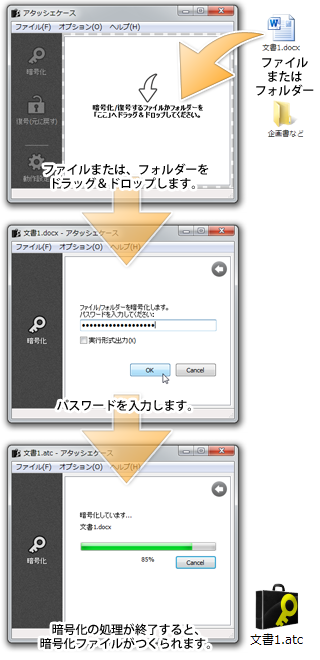 アタッシェケース
ファイル(F) オプション(O) ヘルプ(H)
暗号化
復号(元に戻す)
動作設定
暗号化/復号するファイルかフォルダーを
「ここ」へドラッグ&ドロップしてください。
文書1.docx
ファイル
または
フォルダー
企画書など
ファイルまたは、フォルダーを
ドラッグ&ドロップします。
文書1.docx - アタッシェケース
ファイル(F) オプション(O) ヘルプ(H)
暗号化
ファイル/フォルダーを暗号化します。
パスワードを入力してください:
実行形式出力(X)
OK
Cancel
パスワードを入力します。
文書1.atc - アタッシェケース
ファイル(F) オプション(O) ヘルプ(H)
暗号化
暗号化しています...
文書1.docx
85%
Cancel
暗号化の処理が終了すると、
暗号化ファイルがつくられます。
文書1.atc